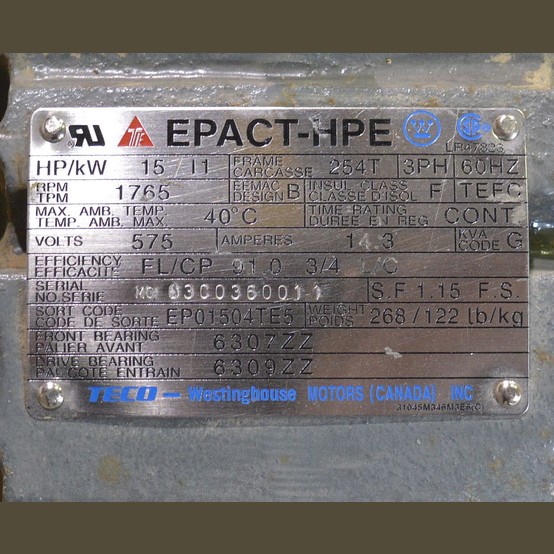 EPACT-HPE
LR47833
HP/kW 15 / 11 FRAME CARCASSE 254T 3PH 60HZ
RPM TPM 1765 EEMAC DESIGN B INSUL CLASS CLASSE D'ISOL F TEFC
MAX. AMB. TEMP. TEMP. AMB. MAX. 40°C TIME RATING DUREE EN REG CONT
VOLTS 575 AMPERES 14.3 KVA CODE G
EFFICIENCY EFFICACITE FL/CP 91.0 3/4 L/C
SERIAL NO.SERIE 03C036001-1 S.F 1.15 F.S.
SORT CODE CODE DE SORTE EP01504TE5 WEIGHT POIDS 268/122 lb/kg
FRONT BEARING PALIER AVANT 6307ZZ
DRIVE BEARING PAL.COTE ENTRAIN 6309ZZ
TECO — Westinghouse MOTORS (CANADA) INC